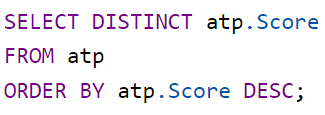 SELECT DISTINCT atp.Score
FROM atp
ORDER BY atp.Score DESC;